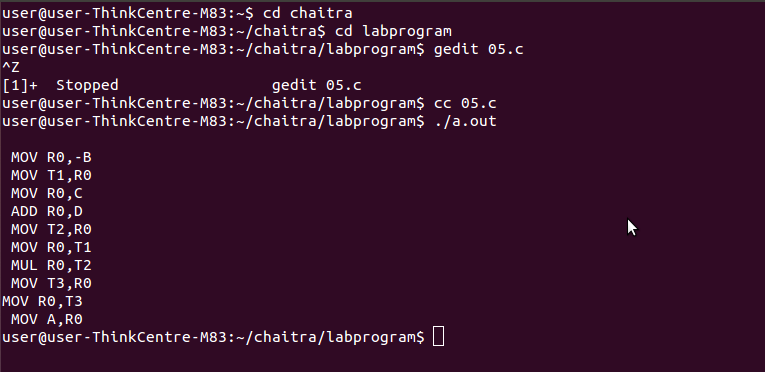 user@user-ThinkCentre-M83:~$ cd chaitra
user@user-ThinkCentre-M83:~/chaitra$ cd labprogram
user@user-ThinkCentre-M83:~/chaitra/labprogram$ gedit 05.c
^Z
[1]+  Stopped                 gedit 05.c
user@user-ThinkCentre-M83:~/chaitra/labprogram$ cc 05.c
user@user-ThinkCentre-M83:~/chaitra/labprogram$ ./a.out

 MOV R0,-B
 MOV T1,R0
 MOV R0,C
 ADD R0,D
 MOV T2,R0
 MOV R0,T1
 MUL R0,T2
 MOV T3,R0
MOV R0,T3
 MOV A,R0
user@user-ThinkCentre-M83:~/chaitra/labprogram$